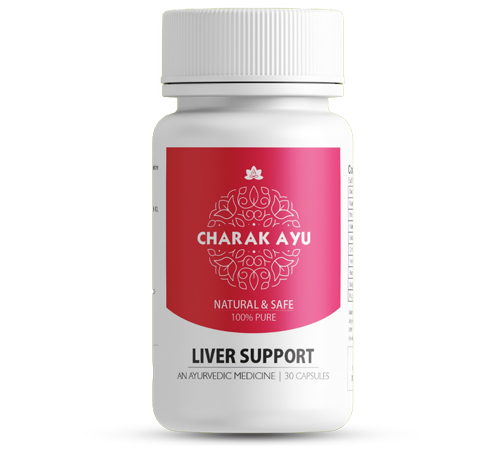 CHARAK AYU
NATURAL & SAFE
100% PURE
LIVER SUPPORT
AN AYURVEDIC MEDICINE | 30 CAPSULES